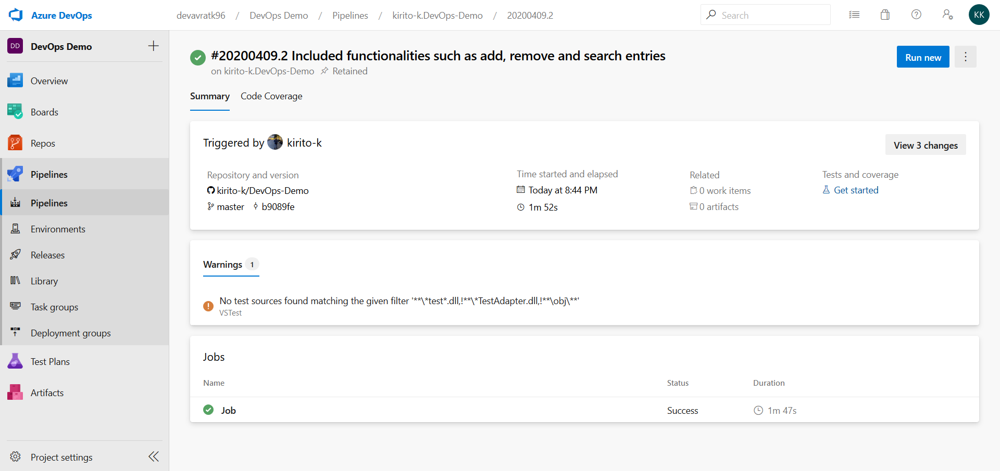 Azure DevOps
devavratk96 / DevOps Demo / Pipelines / kirito-k.DevOps-Demo / 20200409.2
Search
KK
DD DevOps Demo
Overview
Boards
Repos
Pipelines
Pipelines
Environments
Releases
Library
Task groups
Deployment groups
Test Plans
Artifacts
Project settings
#20200409.2 Included functionalities such as add, remove and search entries
on kirito-k.DevOps-Demo Retained
Run new
Summary Code Coverage
Triggered by kirito-k
View 3 changes
Repository and version
kirito-k/DevOps-Demo
master b9089fe
Time started and elapsed
Today at 8:44 PM
1m 52s
Related
0 work items
0 artifacts
Tests and coverage
Get started
Warnings 1
No test sources found matching the given filter '**\*test*.dll,!**\*TestAdapter.dll,!**\obj\**'
VSTest
Jobs
Name Status Duration
Job Success 1m 47s